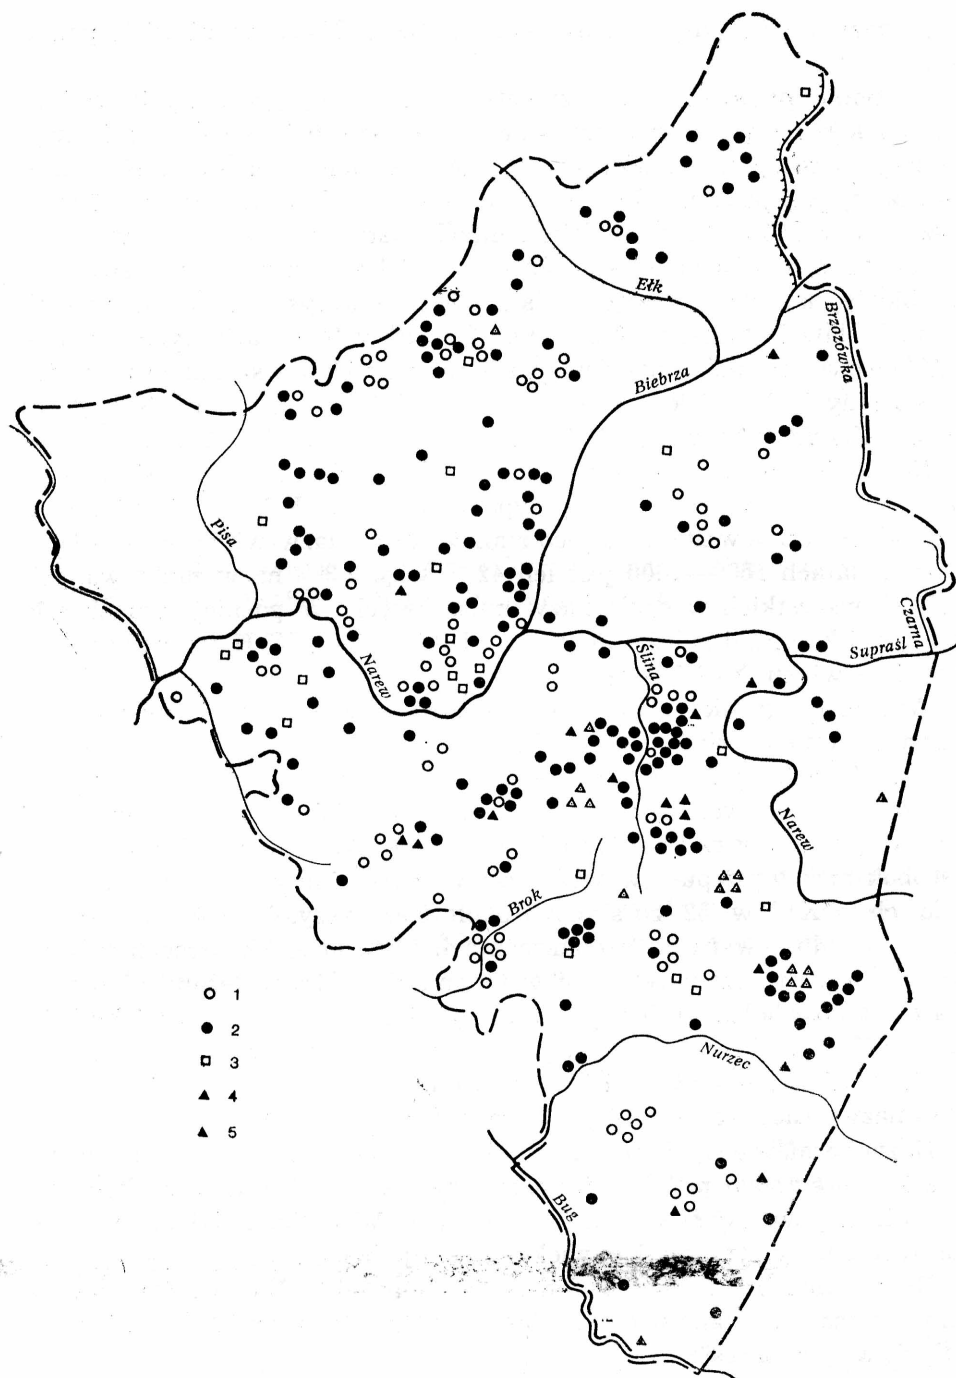 Ełk
Brzozówka
Biebrza
Pisa
Czarna
Supraśl
Ślina
Narew
Narew
Brok
Nurzec
Bug
1
2
3
4
5